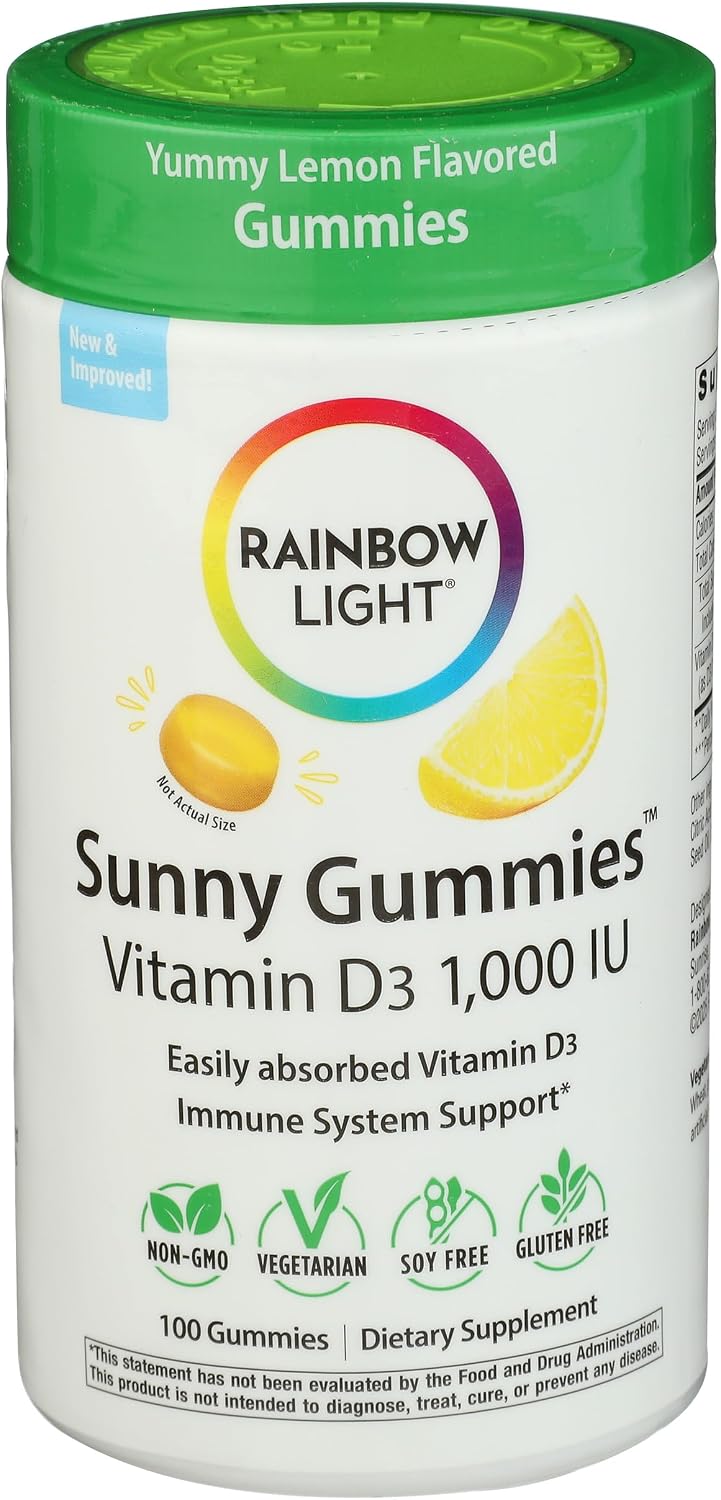 Yummy Lemon Flavored
Gummies
New &
Improved!
RAINBOW
LIGHT®
Not Actual Size
Sunny Gummies™
Vitamin D3 1,000 IU
Easily absorbed Vitamin D3
Immune System Support*
NON-GMO
VEGETARIAN
SOY FREE
GLUTEN FREE
100 Gummies | Dietary Supplement
*This statement has not been evaluated by the Food and Drug Administration.
This product is not intended to diagnose, treat, cure, or prevent any disease.